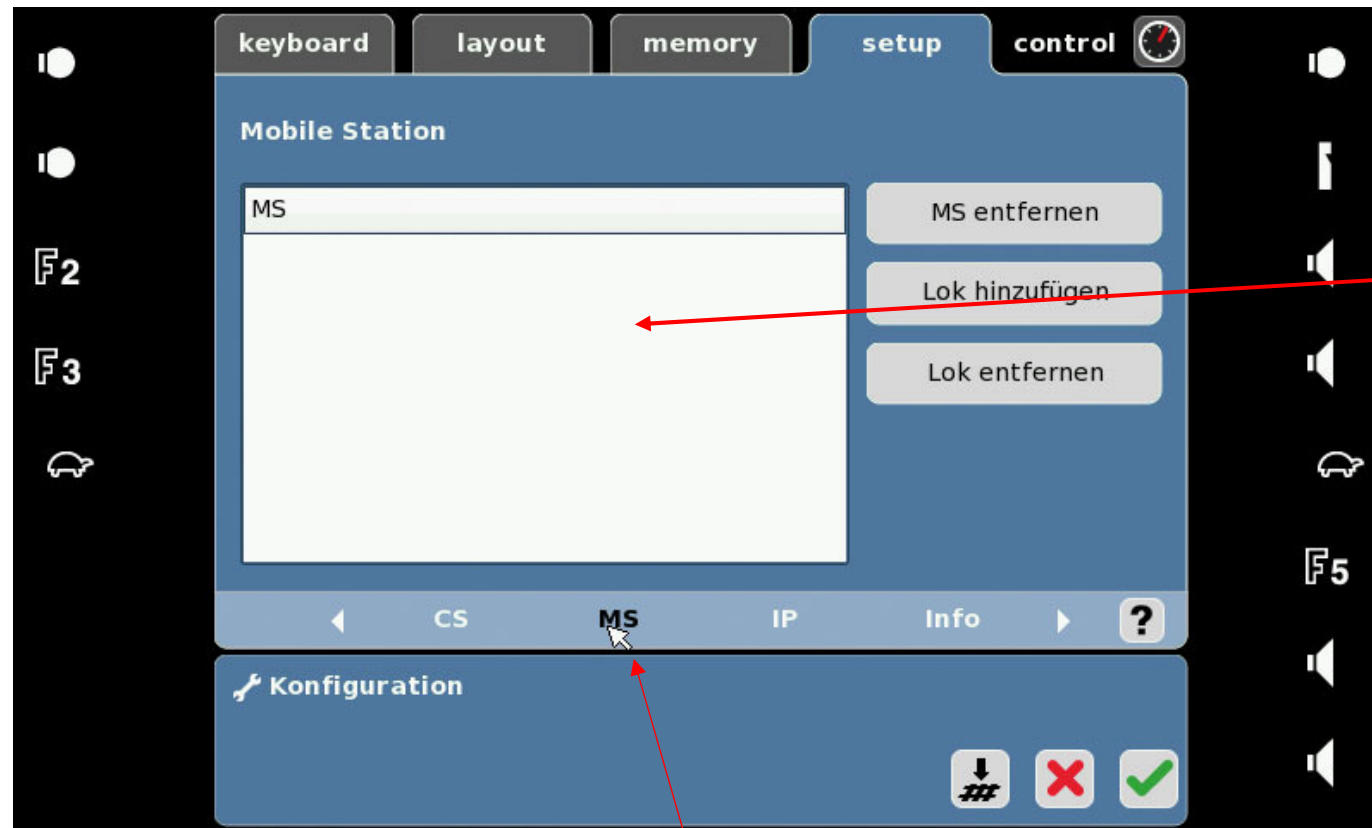 keyboard layout memory setup control
Mobile Station
MS
MS entfernen
F2
Lok hinzufügen
F3
Lok entfernen
F5
CS MS IP Info ?
Konfiguration